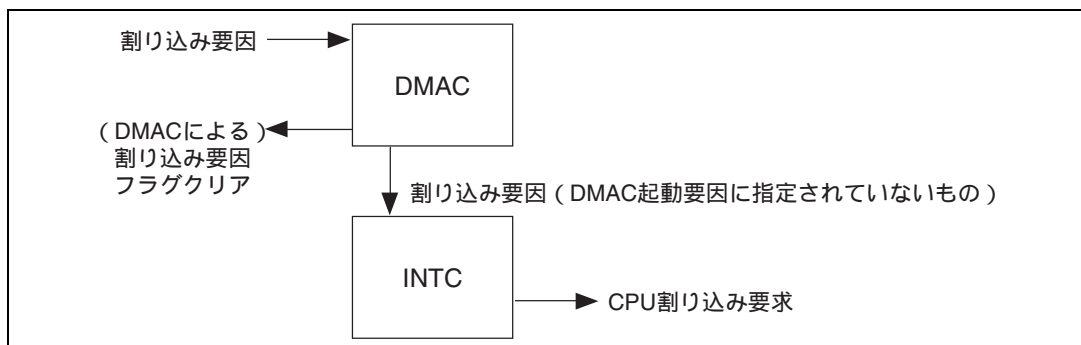 割り込み要因
DMAC
(DMACによる)
割り込み要因
フラグクリア
割り込み要因(DMAC起動要因に指定されていないもの)
INTC
CPU割り込み要求